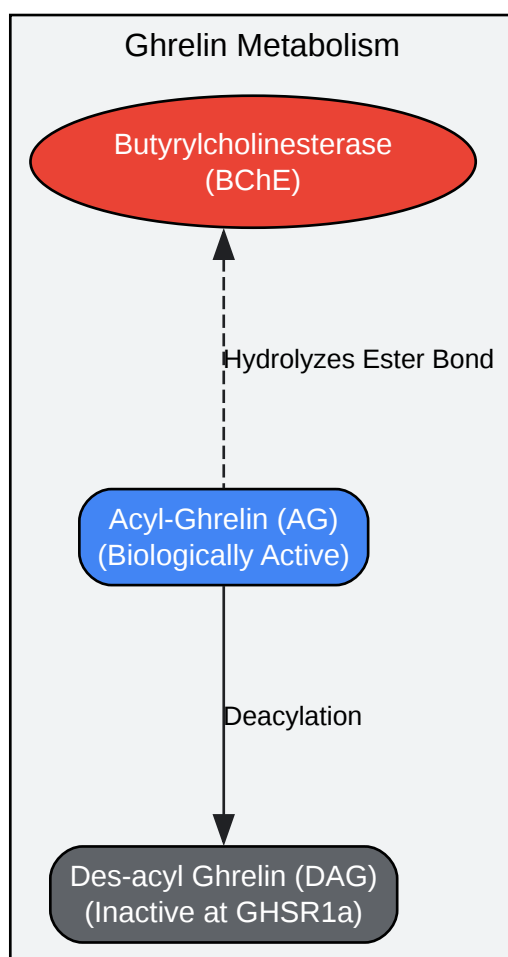 Ghrelin Metabolism
Butyrylcholinesterase
(BChE)
Hydrolyzes Ester Bond
Acyl-Ghrelin (AG)
(Biologically Active)
Deacylation
Des-acyl Ghrelin (DAG)
(Inactive at GHSR1a)